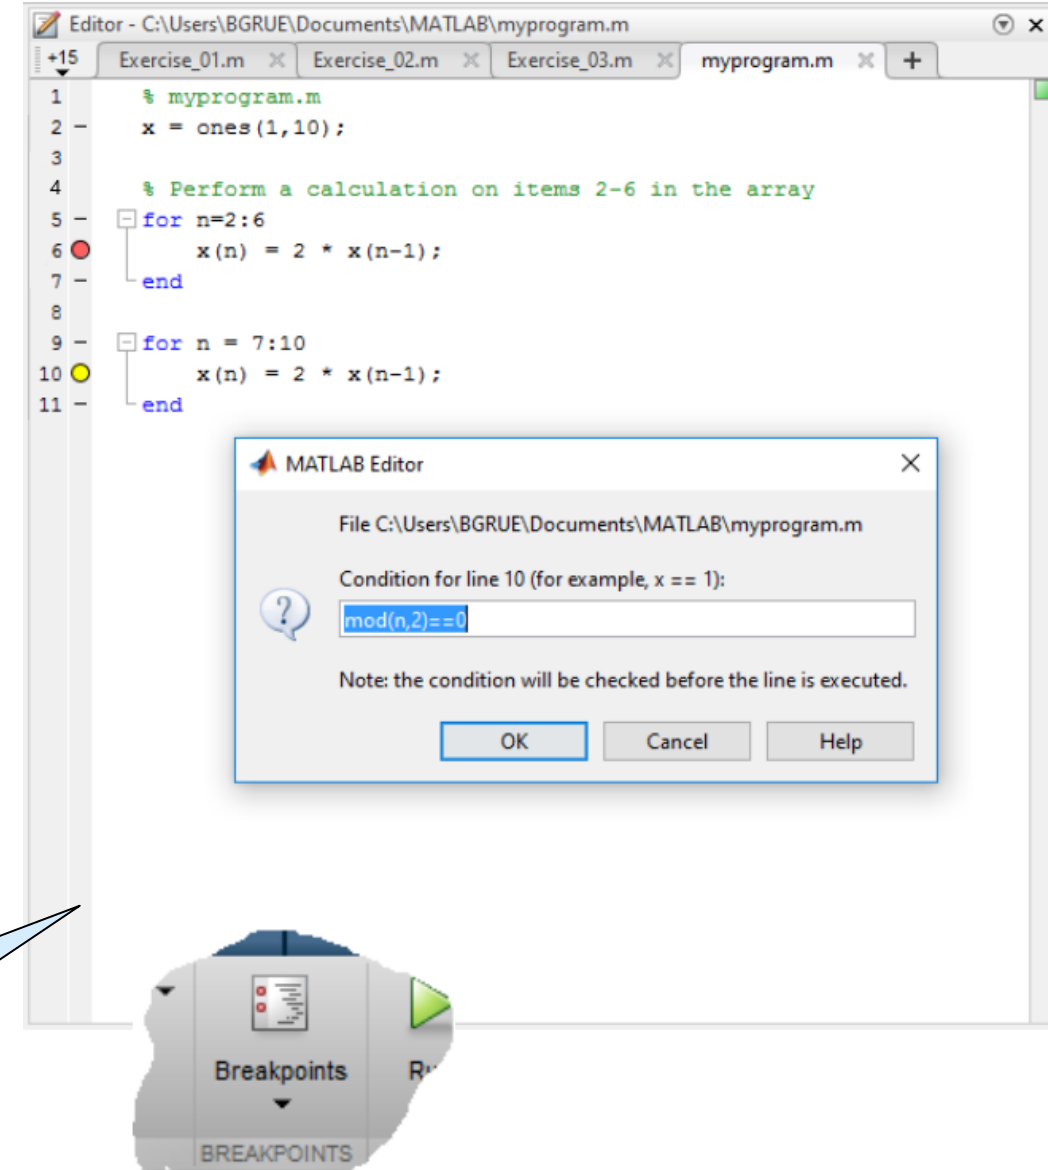 Editor - C:\Users\BGRUE\Documents\MATLAB\myprogram.m
+15 Exercise_01.m Exercise_02.m Exercise_03.m myprogram.m +
1 % myprogram.m
2 - x = ones(1,10);
3
4 % Perform a calculation on items 2-6 in the array
5 - for n=2:6
6 x(n) = 2 * x(n-1);
7 - end
8
9 - for n = 7:10
10 x(n) = 2 * x(n-1);
11 - end
MATLAB Editor
File C:\Users\BGRUE\Documents\MATLAB\myprogram.m
Condition for line 10 (for example, x == 1):
mod(n,2)==0
Note: the condition will be checked before the line is executed.
OK Cancel Help
Breakpoints
BREAKPOINTS